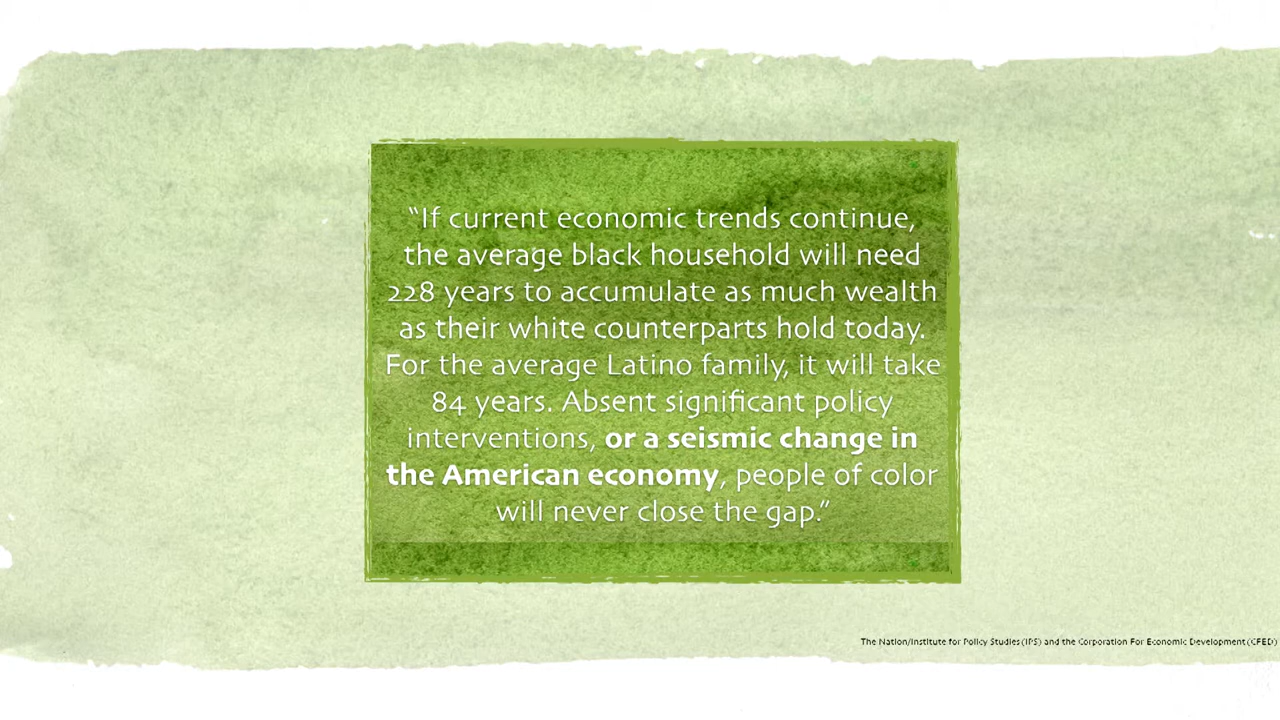 “If current economic trends continue,
the average black household will need
228 years to accumulate as much wealth
as their white counterparts hold today.
For the average Latino family, it will take
84 years. Absent significant policy
interventions, or a seismic change in
the American economy, people of color
will never close the gap.”
The Nation/Institute for Policy Studies (IPS) and the Corporation For Economic Development (CFED)